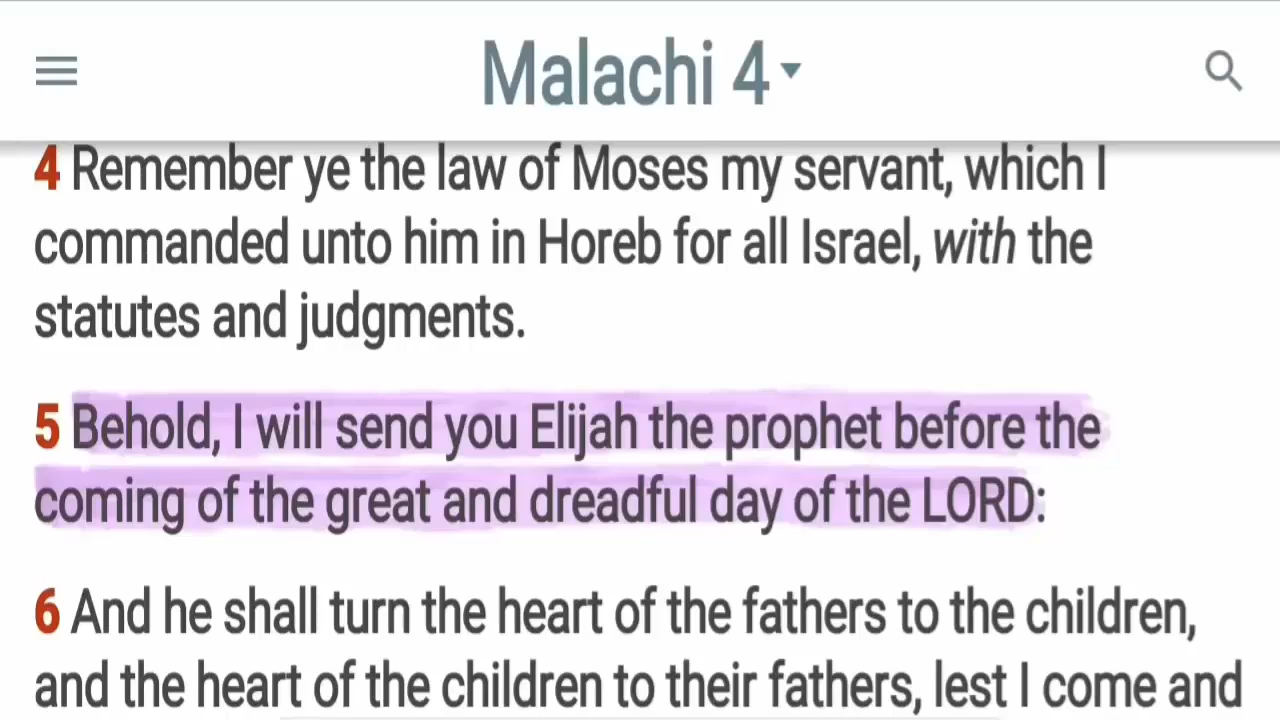 Malachi 4
4 Remember ye the law of Moses my servant, which I
commanded unto him in Horeb for all Israel, with the
statutes and judgments.
5 Behold, I will send you Elijah the prophet before the
coming of the great and dreadful day of the LORD:
6 And he shall turn the heart of the fathers to the children,
and the heart of the children to their fathers, lest I come and